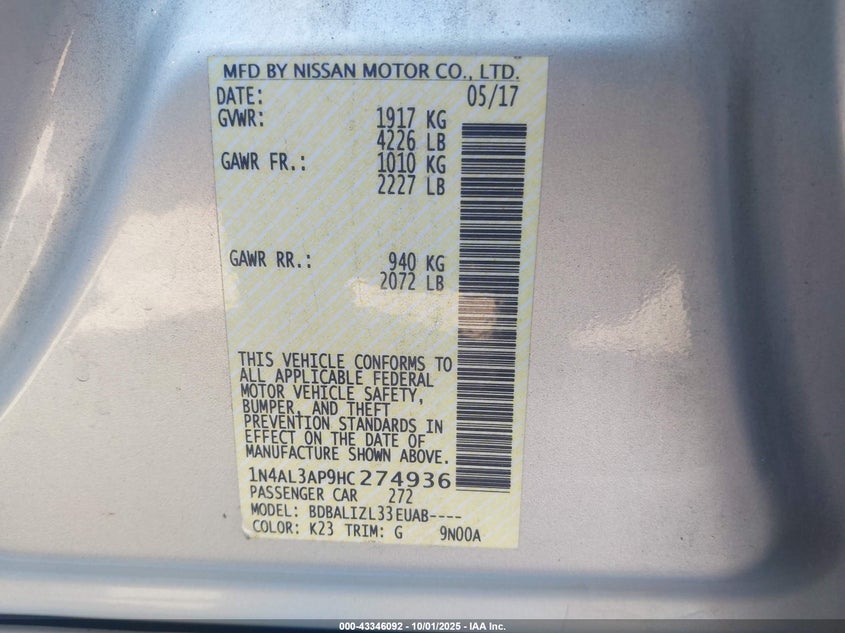 MFD BY NISSAN MOTOR CO., LTD.
DATE: 05/17
GVWR: 1917 KG
4226 LB
GAWR FR.: 1010 KG
2227 LB
GAWR RR.: 940 KG
2072 LB
THIS VEHICLE CONFORMS TO
ALL APPLICABLE FEDERAL
MOTOR VEHICLE SAFETY,
BUMPER, AND THEFT
PREVENTION STANDARDS IN
EFFECT ON THE DATE OF
MANUFACTURE SHOWN ABOVE.
1N4AL3AP9HC274936
PASSENGER CAR 272
MODEL: BDBALIZL33EUAB----
COLOR: K23 TRIM: G 9N00A
000-43346092 - 10/01/2025 - IAA Inc.